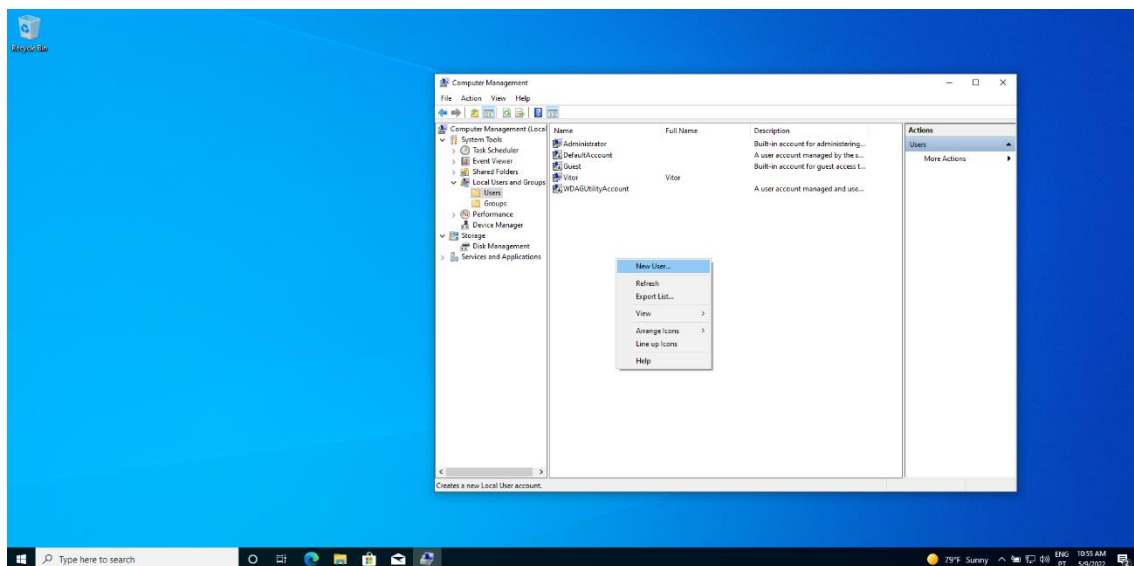 Recycle Bin
Computer Management
File Action View Help
Computer Management (Local
System Tools
Task Scheduler
Event Viewer
Shared Folders
Local Users and Groups
Users
Groups
Performance
Device Manager
Storage
Disk Management
Services and Applications
Name Full Name Description
Administrator Built-in account for administering...
DefaultAccount A user account managed by the s...
Guest Built-in account for guest access t...
Vitor Vitor
WDAGUtilityAccount A user account managed and use...
Actions
Users
More Actions
New User...
Refresh
Export List...
View
Arrange Icons
Line up Icons
Help
Creates a new Local User account.
Type here to search
79°F Sunny
ENG
PT
10:55 AM
5/9/2022